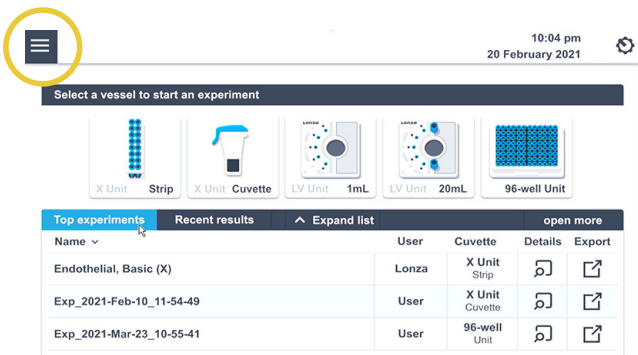 10:04 pm
20 February 2021
Select a vessel to start an experiment
Lonza
Lonza
X Unit Strip
X Unit Cuvette
LV Unit 1mL
LV Unit 20mL
96-well Unit
Top experiments
Recent results
Expand list
open more
Name User Cuvette Details Export
Endothelial, Basic (X) Lonza X Unit
Strip
Exp_2021-Feb-10_11-54-49 User X Unit
Cuvette
Exp_2021-Mar-23_10-55-41 User 96-well
Unit